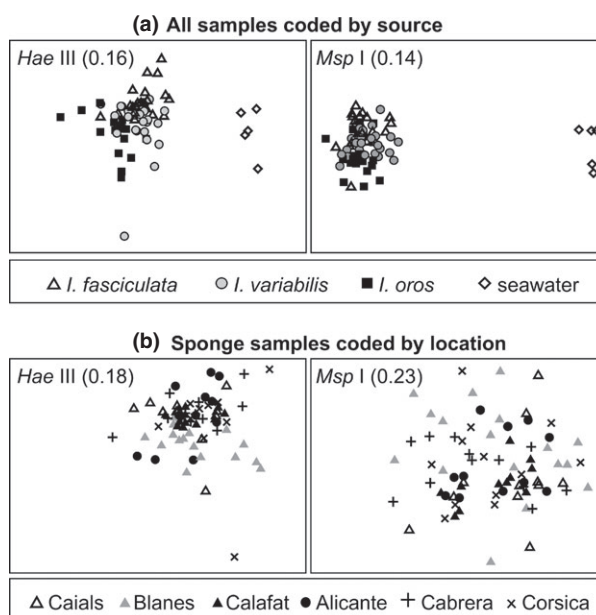 (a) All samples coded by source
Hae III (0.16)
Msp I (0.14)
I. fasciculata I. variabilis I. oros seawater
(b) Sponge samples coded by location
Hae III (0.18)
Msp I (0.23)
Caials Blanes Calafat Alicante Cabrera Corsica